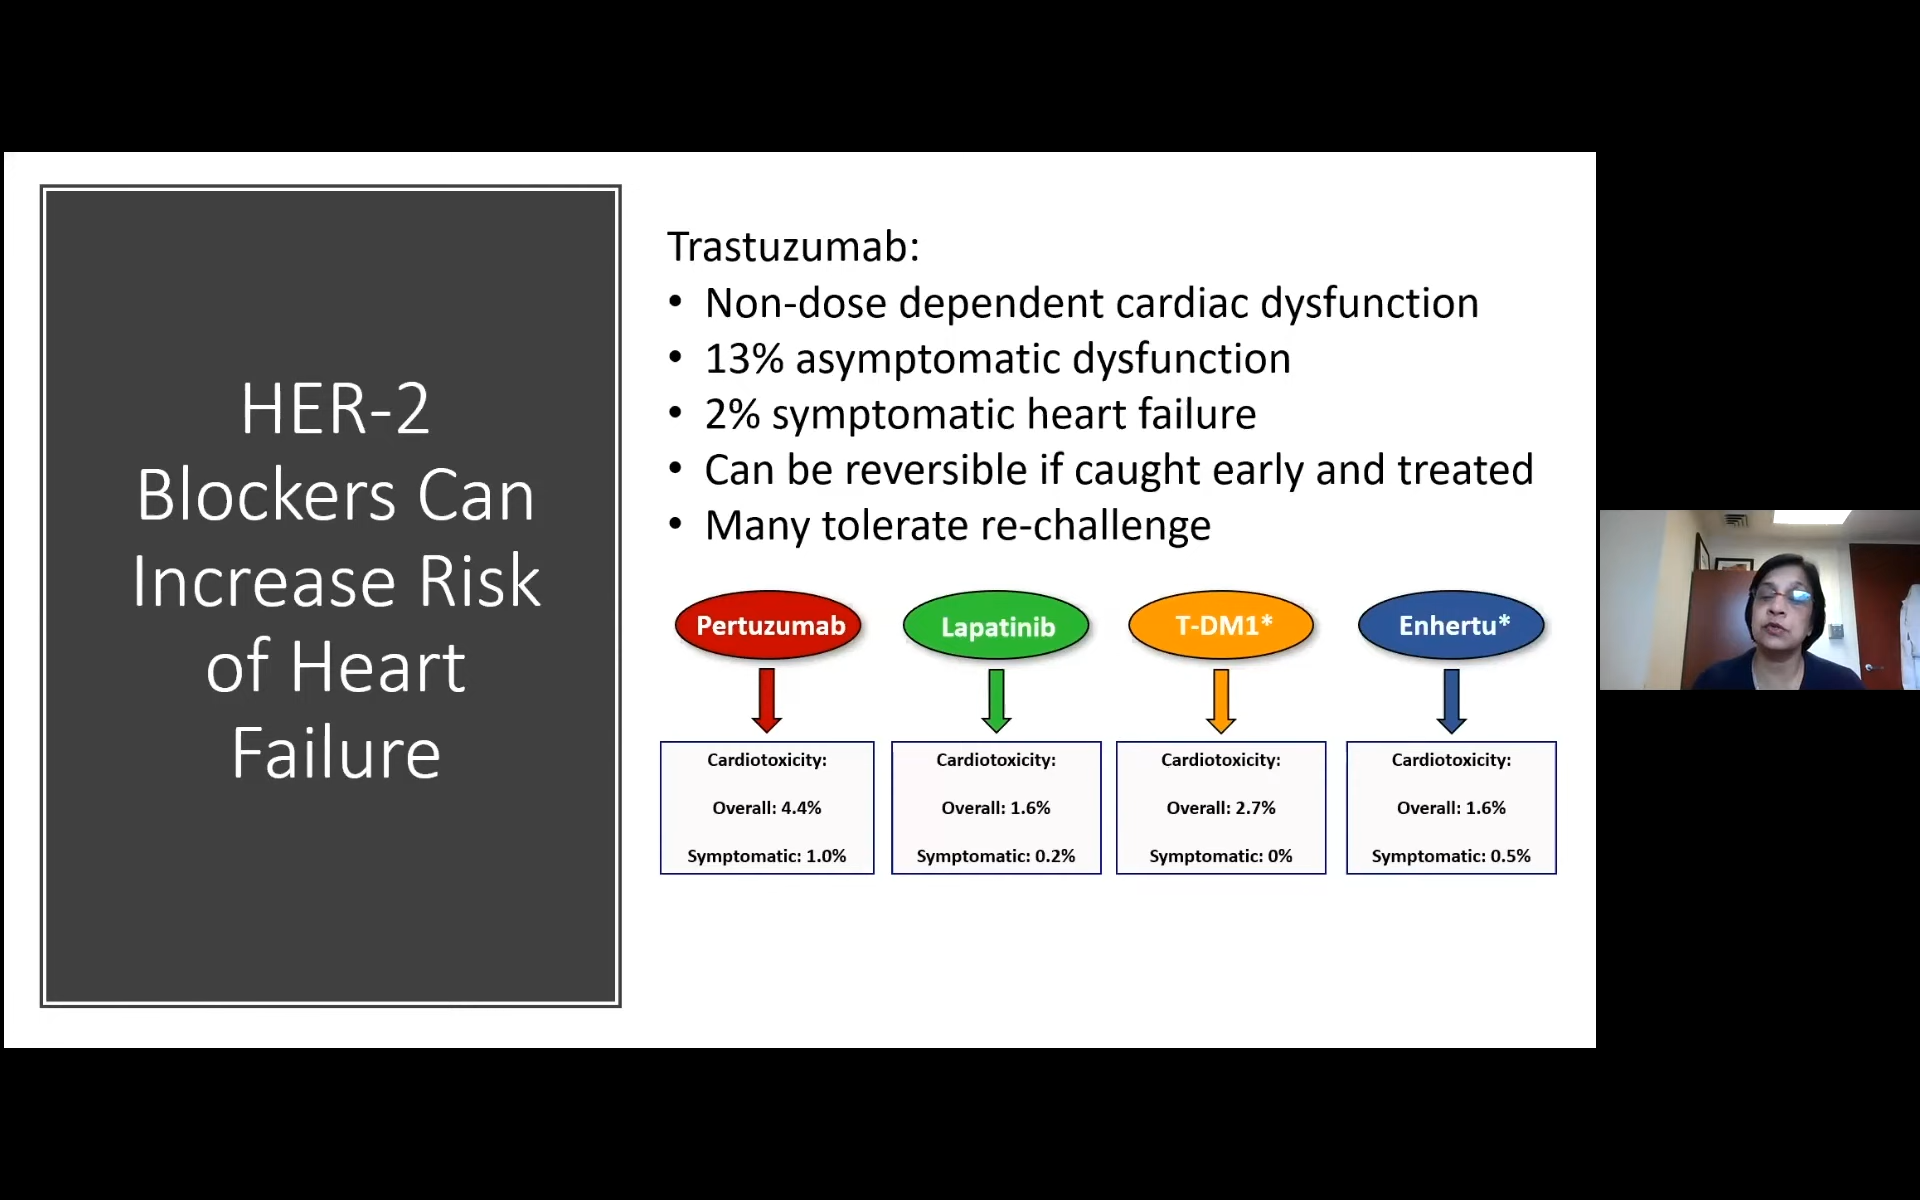 HER-2
Blockers Can
Increase Risk
of Heart
Failure
Trastuzumab:
• Non-dose dependent cardiac dysfunction
• 13% asymptomatic dysfunction
• 2% symptomatic heart failure
• Can be reversible if caught early and treated
• Many tolerate re-challenge
Pertuzumab
Cardiotoxicity:
Overall: 4.4%
Symptomatic: 1.0%
Lapatinib
Cardiotoxicity:
Overall: 1.6%
Symptomatic: 0.2%
T-DM1*
Cardiotoxicity:
Overall: 2.7%
Symptomatic: 0%
Enhertu*
Cardiotoxicity:
Overall: 1.6%
Symptomatic: 0.5%